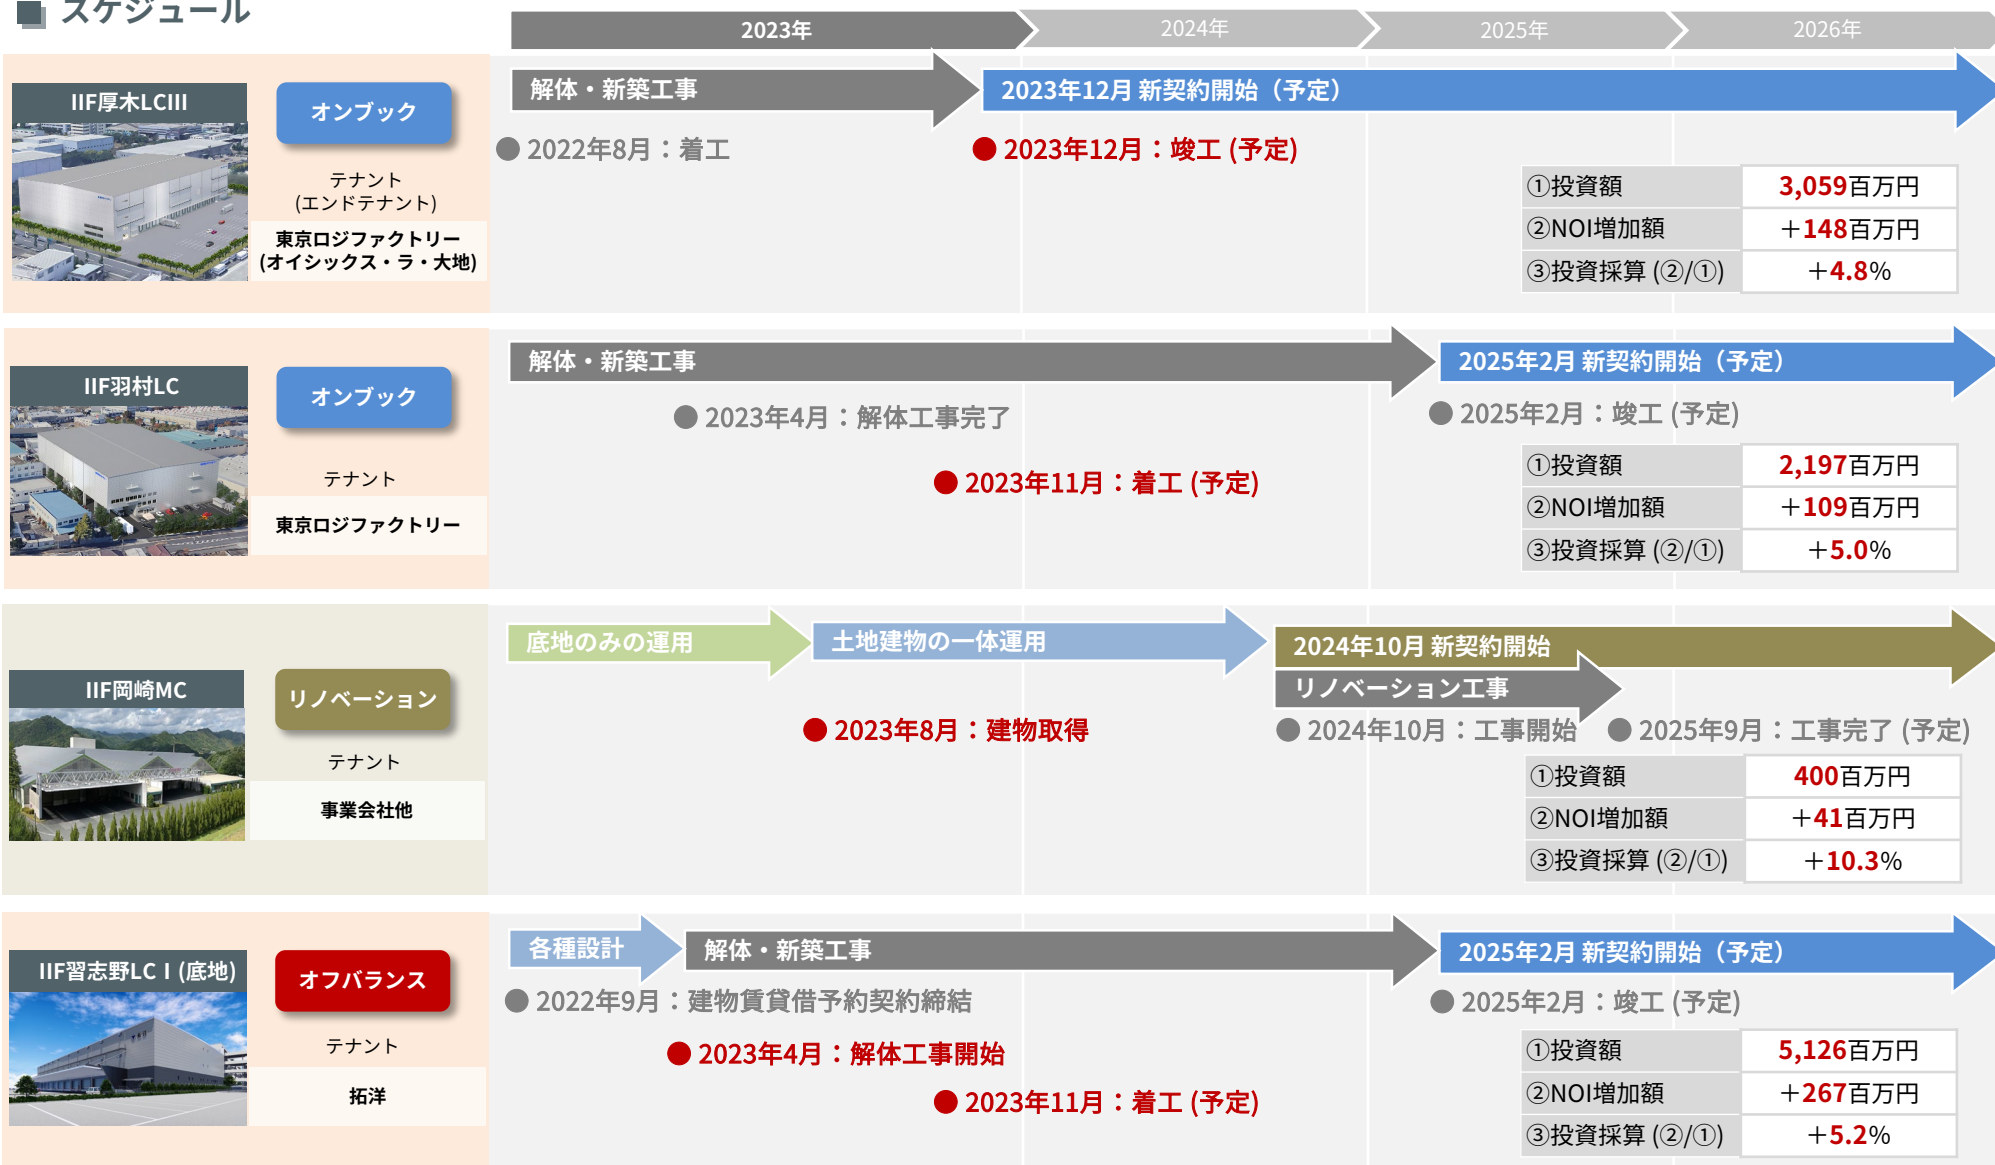 スケジュール
2023年
2024年
2025年
2026年
IIF厚木LCIII
オンブック
テナント
(エンドテナント)
東京ロジファクトリー
(オイシックス・ラ・大地)
解体・新築工事
2023年12月 新契約開始（予定）
● 2022年8月：着工
● 2023年12月：竣工 (予定)
①投資額 3,059百万円
②NOI増加額 ＋148百万円
③投資採算 (②/①) ＋4.8%
IIF羽村LC
オンブック
テナント
東京ロジファクトリー
解体・新築工事
2025年2月 新契約開始（予定）
● 2023年4月：解体工事完了
● 2025年2月：竣工 (予定)
● 2023年11月：着工 (予定)
①投資額 2,197百万円
②NOI増加額 ＋109百万円
③投資採算 (②/①) ＋5.0%
IIF岡崎MC
リノベーション
テナント
事業会社他
底地のみの運用
土地建物の一体運用
2024年10月 新契約開始
リノベーション工事
● 2023年8月：建物取得
● 2024年10月：工事開始
● 2025年9月：工事完了 (予定)
①投資額 400百万円
②NOI増加額 ＋41百万円
③投資採算 (②/①) ＋10.3%
IIF習志野LCⅠ(底地)
オフバランス
テナント
拓洋
各種設計
解体・新築工事
2025年2月 新契約開始（予定）
● 2022年9月：建物賃貸借予約契約締結
● 2025年2月：竣工 (予定)
● 2023年4月：解体工事開始
● 2023年11月：着工 (予定)
①投資額 5,126百万円
②NOI増加額 ＋267百万円
③投資採算 (②/①) ＋5.2%